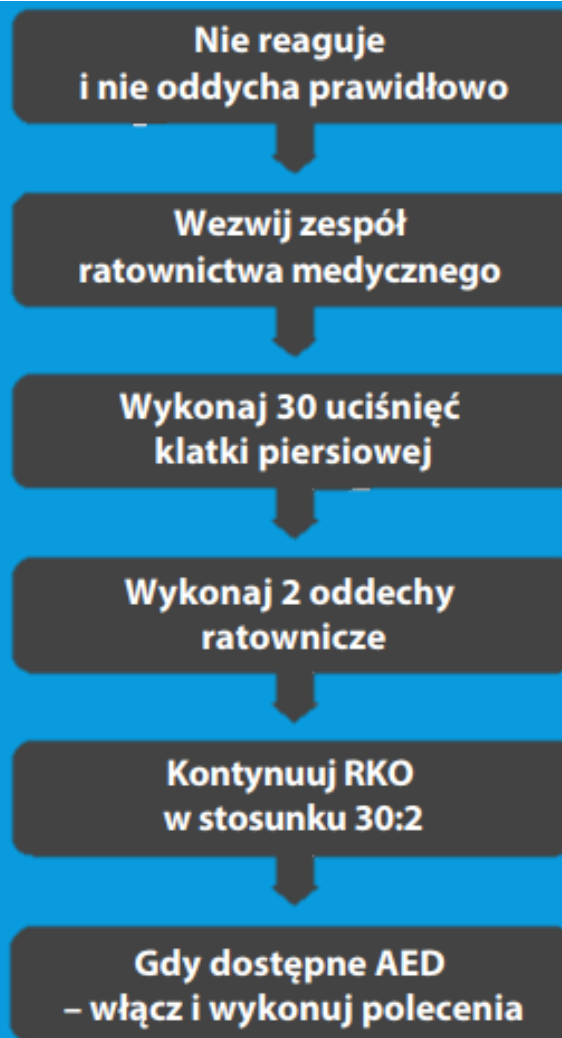 Nie reaguje
i nie oddycha prawidłowo
Wezwij zespół
ratownictwa medycznego
Wykonaj 30 uciśnięć
klatki piersiowej
Wykonaj 2 oddechy
ratownicze
Kontynuuj RKO
w stosunku 30:2
Gdy dostępne AED
– włącz i wykonuj polecenia